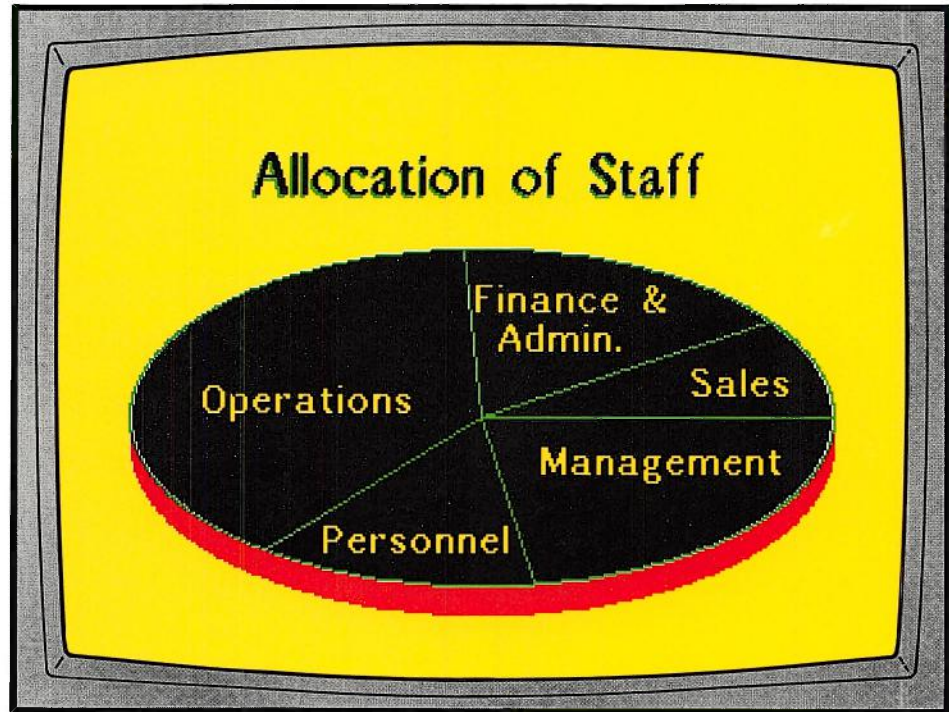 Allocation of Staff
Finance &
Admin.
Sales
Operations
Management
Personnel